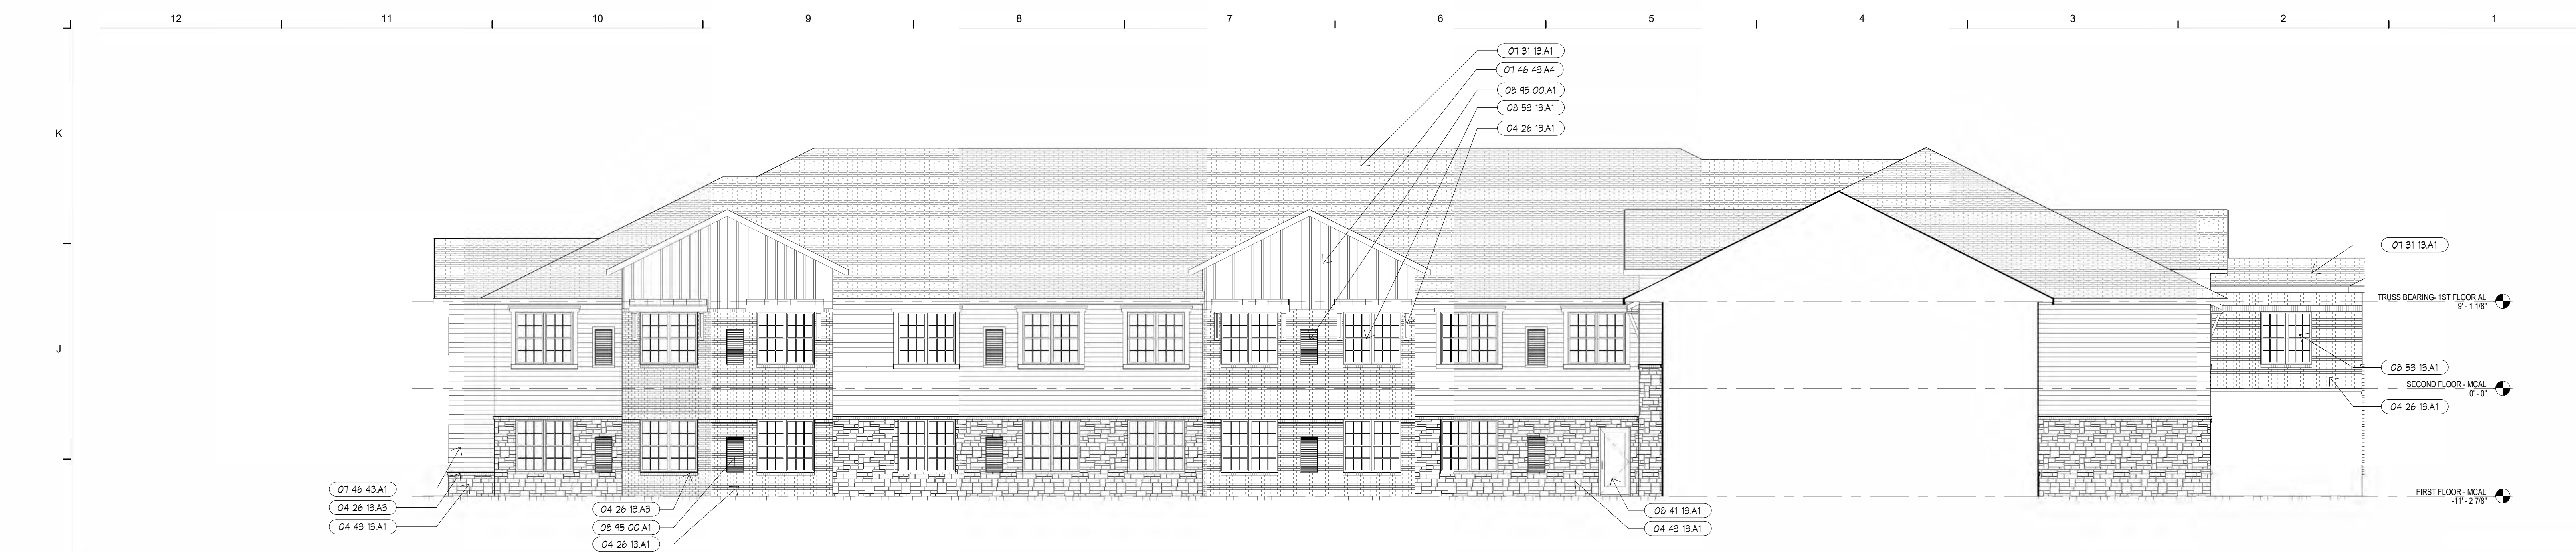 12 11 10 9 8 7 6 5 4 3 2 1
07 31 13.A1
07 46 43.A4
08 95 00.A1
08 53 13.A1
04 26 13.A1
K
07 31 13.A1
TRUSS BEARING- 1ST FLOOR AL
9' - 1 1/8"
J
08 53 13.A1
SECOND FLOOR - MCAL
0' - 0"
04 26 13.A1
07 46 43.A1
04 26 13.A3
04 43 13.A1
04 26 13.A3
08 95 00.A1
04 26 13.A1
08 41 13.A1
04 43 13.A1
FIRST FLOOR - MCAL
-11' - 2 7/8"